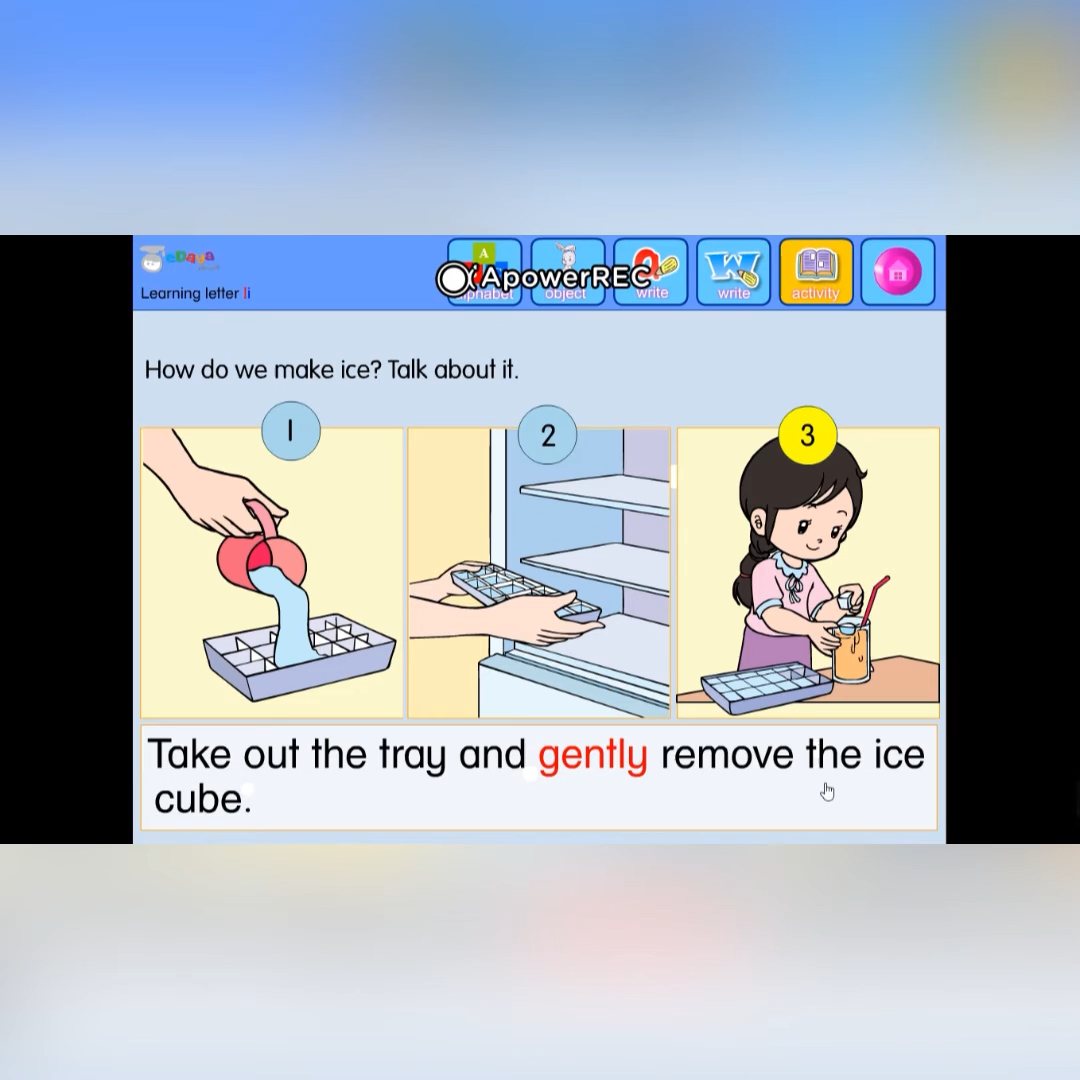 eDaya
Learning letter Ii
ApowerREC
object
write
write
activity
How do we make ice? Talk about it.
1
2
3
Take out the tray and gently remove the ice
cube.